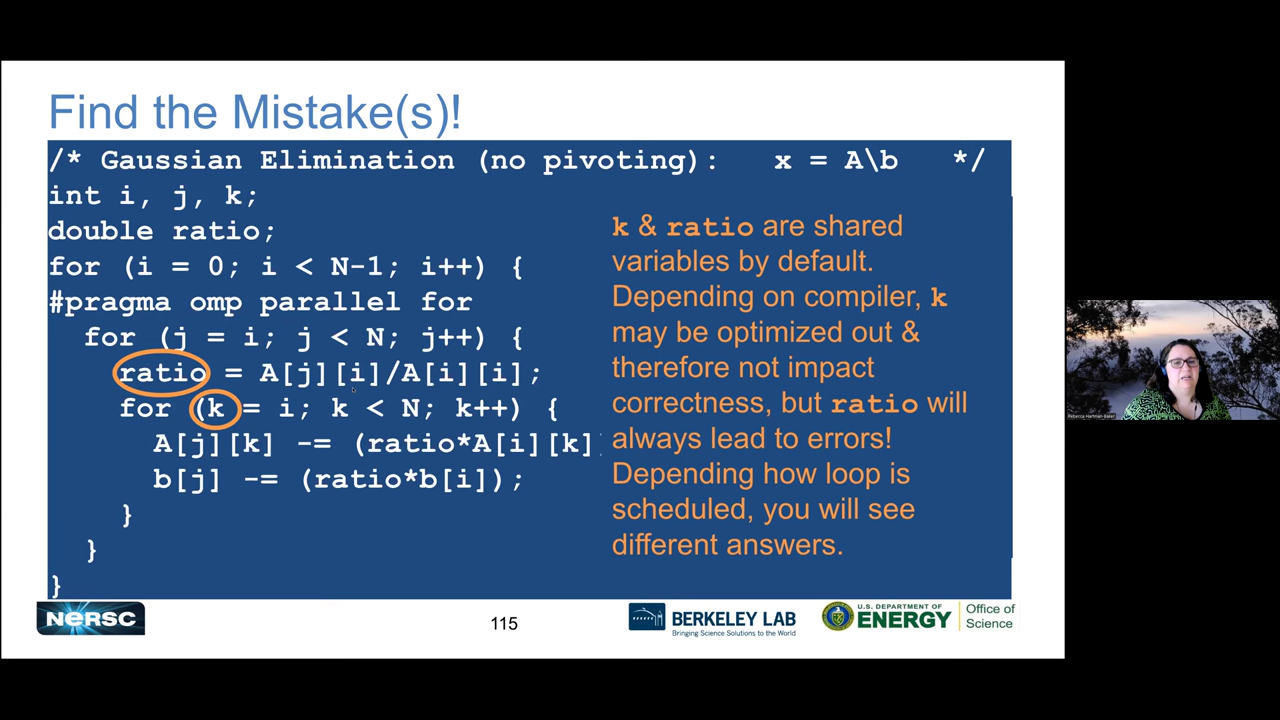 Find the Mistake(s)!
/* Gaussian Elimination (no pivoting): x = A\b */
int i, j, k;
double ratio;
for (i = 0; i < N-1; i++) {
#pragma omp parallel for
for (j = i; j < N; j++) {
ratio = A[j][i]/A[i][i];
for (k = i; k < N; k++) {
A[j][k] -= (ratio*A[i][k]
b[j] -= (ratio*b[i]);
}
}
}
k & ratio are shared
variables by default.
Depending on compiler, k
may be optimized out &
therefore not impact
correctness, but ratio will
always lead to errors!
Depending how loop is
scheduled, you will see
different answers.
NERSC
115
BERKELEY LAB
Bringing Science Solutions to the World
U.S. DEPARTMENT OF
ENERGY
Office of
Science
Rebecca Hartman-Baker